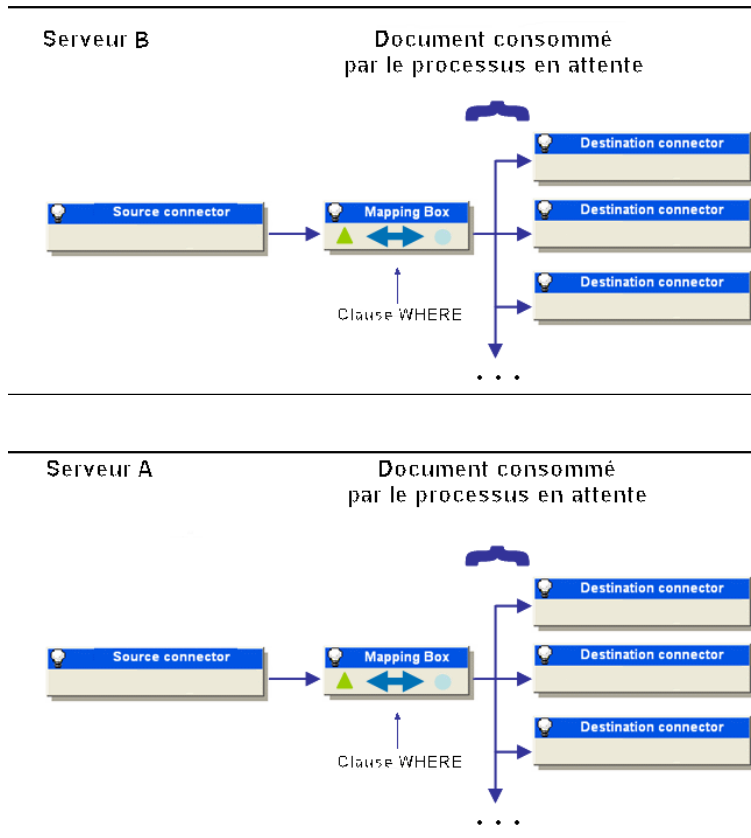 Serveur B
Document consommé
par le processus en attente
Destination connector
Source connector
Mapping Box
Destination connector
Destination connector
Clause WHERE
. . .
Serveur A
Document consommé
par le processus en attente
Destination connector
Source connector
Mapping Box
Destination connector
Destination connector
Clause WHERE
. . .